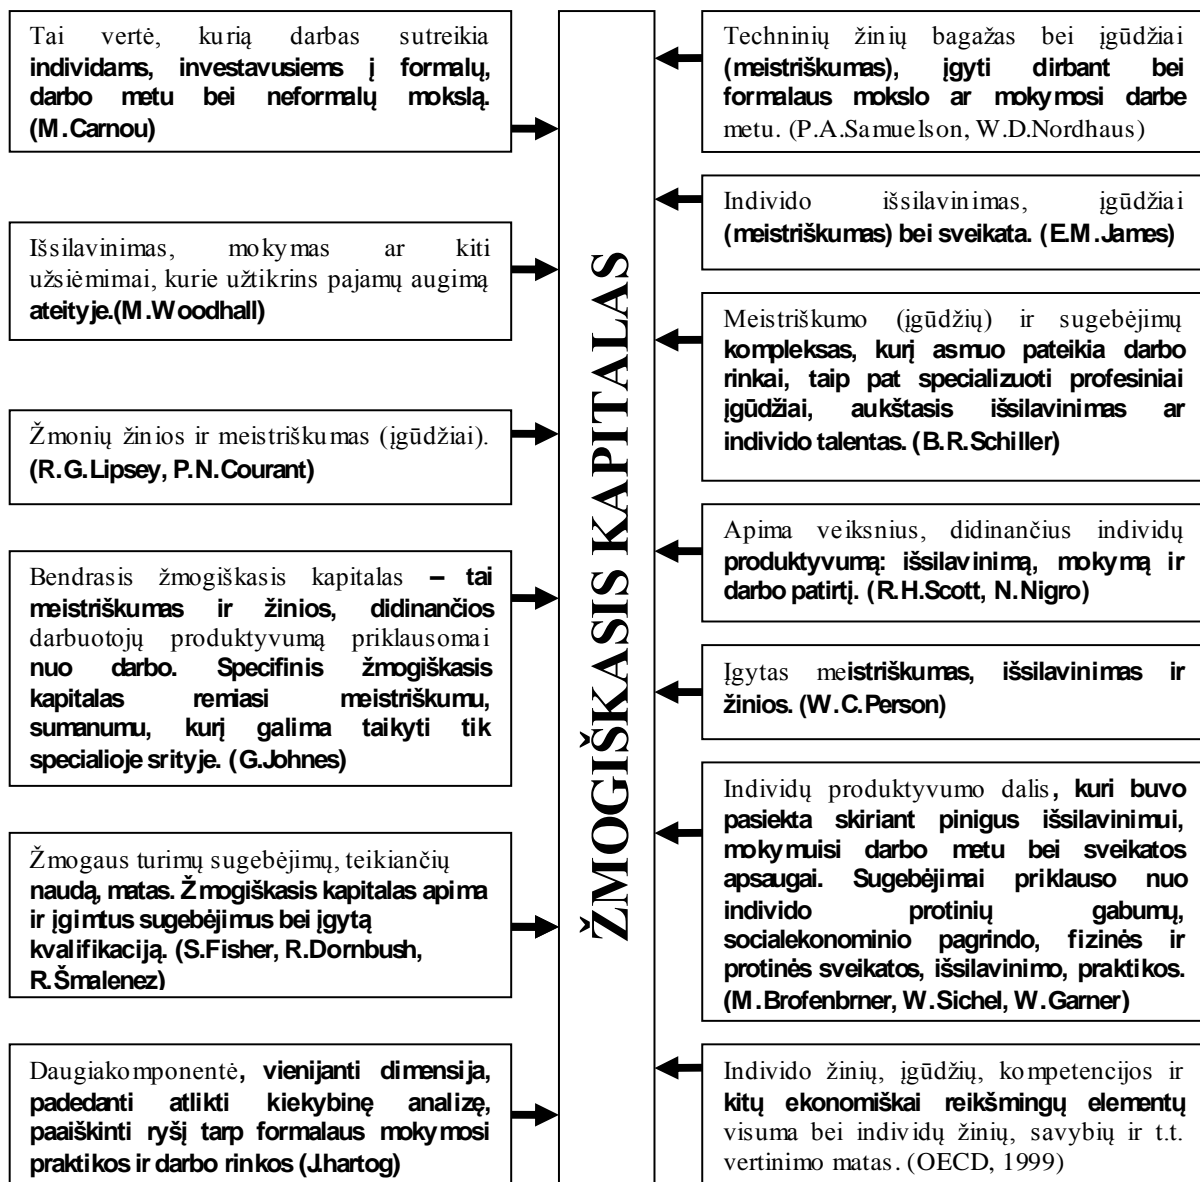 Tai vertė, kurią darbas sutreikia
individams, investavusiems į formalų,
darbo metu bei neformalų mokslą.
(M.Carnou)
Išsilavinimas, mokymas ar kiti
užsiėmimai, kurie užtikrins pajamų augimą
ateityje.(M.Woodhall)
Žmonių žinios ir meistriškumas (įgūdžiai).
(R.G.Lipsey, P.N.Courant)
Bendrasis žmogiškasis kapitalas – tai
meistriškumas ir žinios, didinančios
darbuotojų produktyvumą priklausomai
nuo darbo. Specifinis žmogiškasis
kapitalas remiasi meistriškumu,
sumanumu, kurį galima taikyti tik
specialioje srityje. (G.Johnes)
Žmogaus turimų sugebėjimų, teikiančių
naudą, matas. Žmogiškasis kapitalas apima
ir įgimtus sugebėjimus bei įgytą
kvalifikaciją. (S.Fisher, R.Dornbush,
R.Šmalenez)
Daugiakomponentė, vienijanti dimensija,
padedanti atlikti kiekybinę analizę,
paaiškinti ryšį tarp formalaus mokymosi
praktikos ir darbo rinkos (J.hartog)
ŽMOGIŠKASIS KAPITALAS
Techninių žinių bagažas bei įgūdžiai
(meistriškumas), įgyti dirbant bei
formalaus mokslo ar mokymosi darbe
metu. (P.A.Samuelson, W.D.Nordhaus)
Individo išsilavinimas, įgūdžiai
(meistriškumas) bei sveikata. (E.M.James)
Meistriškumo (įgūdžių) ir sugebėjimų
kompleksas, kurį asmuo pateikia darbo
rinkai, taip pat specializuoti profesiniai
įgūdžiai, aukštasis išsilavinimas ar
individo talentas. (B.R.Schiller)
Apima veiksnius, didinančius individų
produktyvumą: išsilavinimą, mokymą ir
darbo patirtį. (R.H.Scott, N.Nigro)
Įgytas meistriškumas, išsilavinimas ir
žinios. (W.C.Person)
Individų produktyvumo dalis, kuri buvo
pasiekta skiriant pinigus išsilavinimui,
mokymuisi darbo metu bei sveikatos
apsaugai. Sugebėjimai priklauso nuo
individo protinių gabumų,
socialekonominio pagrindo, fizinės ir
protinės sveikatos, išsilavinimo, praktikos.
(M.Brofenbrner, W.Sichel, W.Garner)
Individo žinių, įgūdžių, kompetencijos ir
kitų ekonomiškai reikšmingų elementų
visuma bei individų žinių, savybių ir t.t.
vertinimo matas. (OECD, 1999)